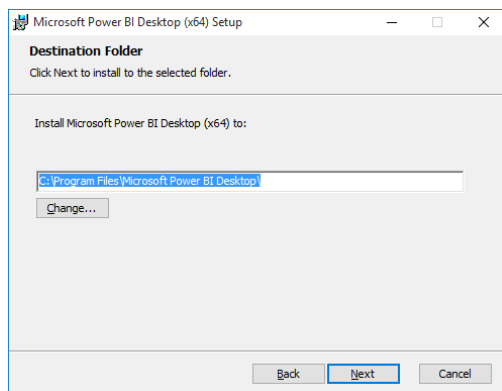 Microsoft Power BI Desktop (x64) Setup
Destination Folder
Click Next to install to the selected folder.
Install Microsoft Power BI Desktop (x64) to:
C:\Program Files\Microsoft Power BI Desktop\
Change...
Back Next Cancel